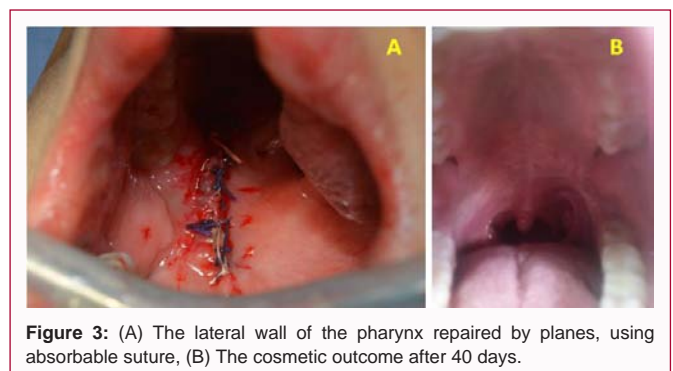 A
B
Figure 3: (A) The lateral wall of the pharynx repaired by planes, using
absorbable suture, (B) The cosmetic outcome after 40 days.